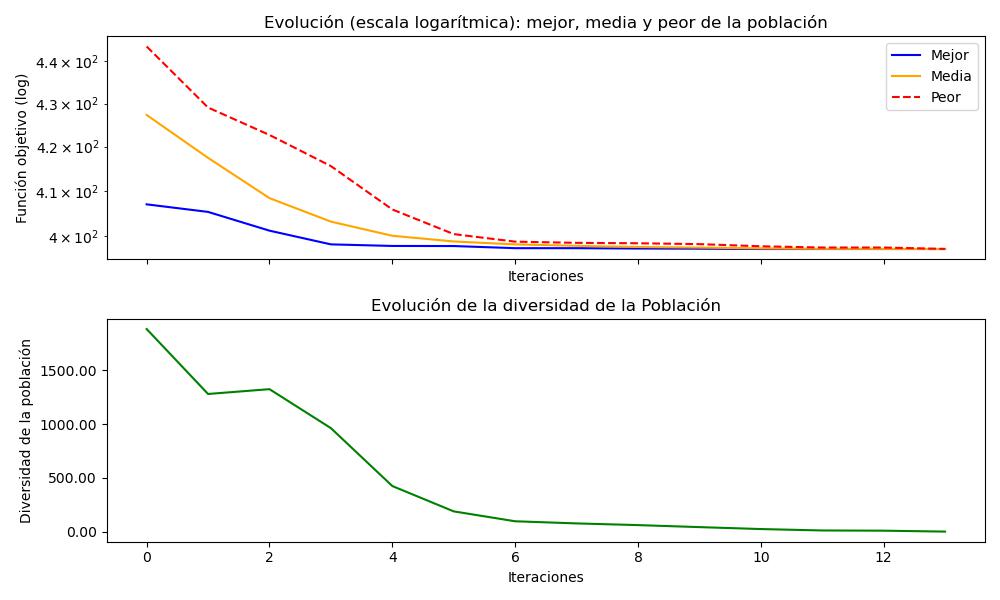 Evolución (escala logarítmica): mejor, media y peor de la población
Función objetivo (log)
4.4 × 10²
4.3 × 10²
4.2 × 10²
4.1 × 10²
4 × 10²
Mejor
Media
Peor
Iteraciones
Evolución de la diversidad de la Población
Diversidad de la población
1500.00
1000.00
500.00
0.00
0 2 4 6 8 10 12
Iteraciones